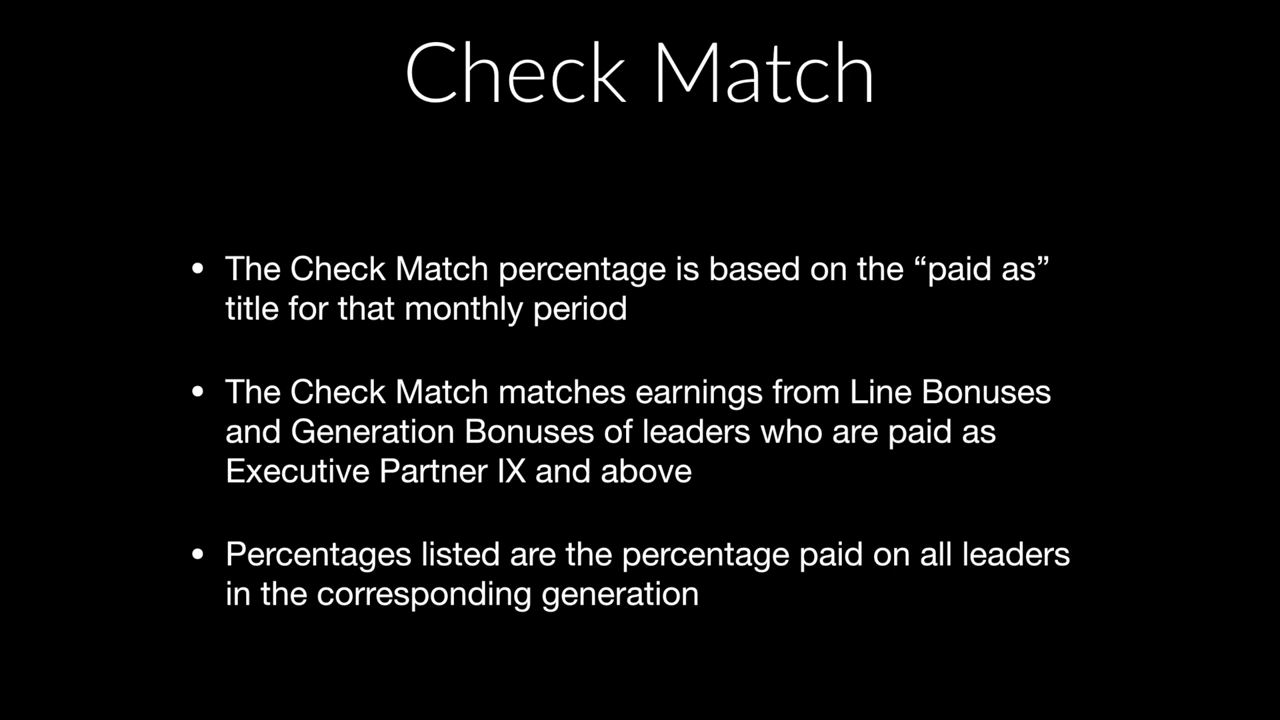 Check Match
• The Check Match percentage is based on the “paid as”
title for that monthly period
• The Check Match matches earnings from Line Bonuses
and Generation Bonuses of leaders who are paid as
Executive Partner IX and above
• Percentages listed are the percentage paid on all leaders
in the corresponding generation